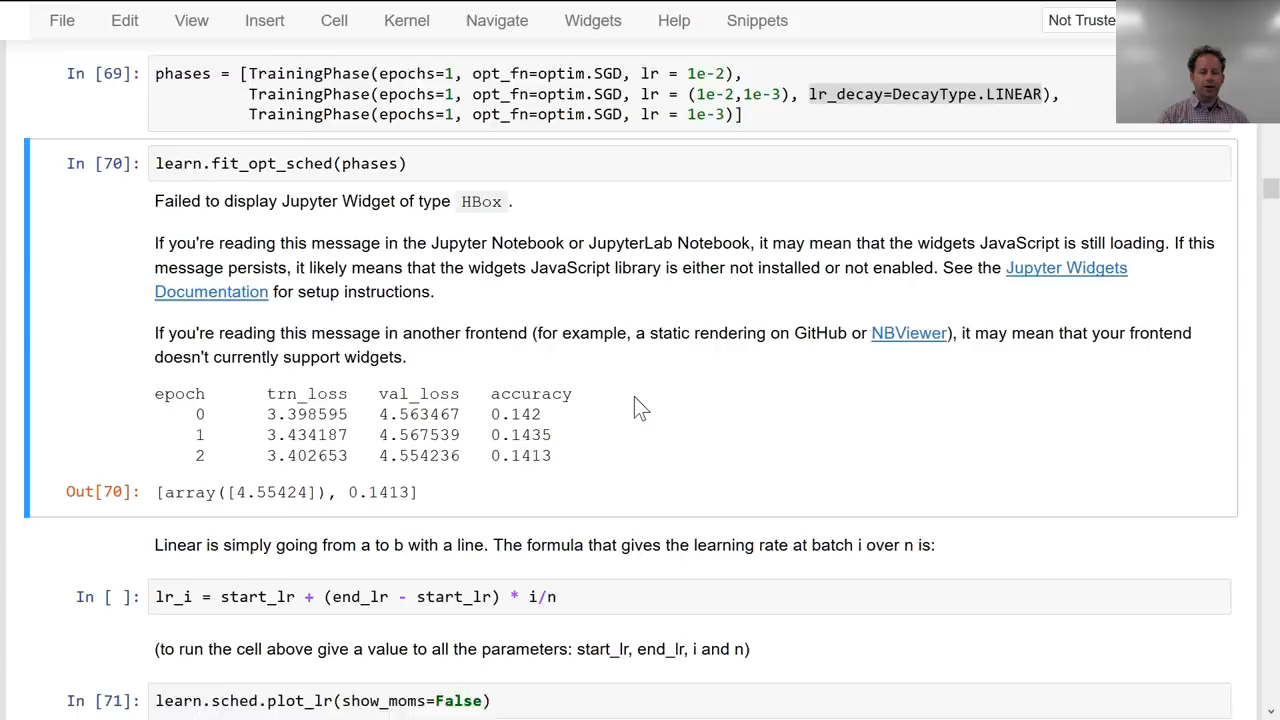 File Edit View Insert Cell Kernel Navigate Widgets Help Snippets Not Truste
In [69]: phases = [TrainingPhase(epochs=1, opt_fn=optim.SGD, lr = 1e-2),
TrainingPhase(epochs=1, opt_fn=optim.SGD, lr = (1e-2,1e-3), lr_decay=DecayType.LINEAR),
TrainingPhase(epochs=1, opt_fn=optim.SGD, lr = 1e-3)]
In [70]: learn.fit_opt_sched(phases)
Failed to display Jupyter Widget of type HBox.
If you're reading this message in the Jupyter Notebook or JupyterLab Notebook, it may mean that the widgets JavaScript is still loading. If this
message persists, it likely means that the widgets JavaScript library is either not installed or not enabled. See the Jupyter Widgets
Documentation for setup instructions.
If you're reading this message in another frontend (for example, a static rendering on GitHub or NBViewer), it may mean that your frontend
doesn't currently support widgets.
epoch trn_loss val_loss accuracy
0 3.398595 4.563467 0.142
1 3.434187 4.567539 0.1435
2 3.402653 4.554236 0.1413
Out[70]: [array([4.55424]), 0.1413]
Linear is simply going from a to b with a line. The formula that gives the learning rate at batch i over n is:
In [ ]: lr_i = start_lr + (end_lr - start_lr) * i/n
(to run the cell above give a value to all the parameters: start_lr, end_lr, i and n)
In [71]: learn.sched.plot_lr(show_moms=False)